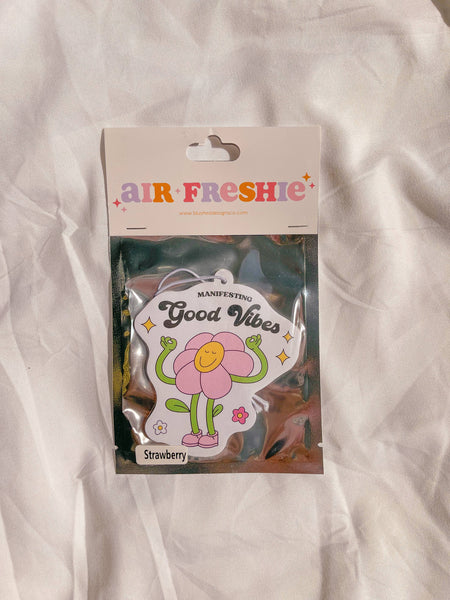 AIR FRESHIE
MANIFESTING
Good Vibes
Strawberry